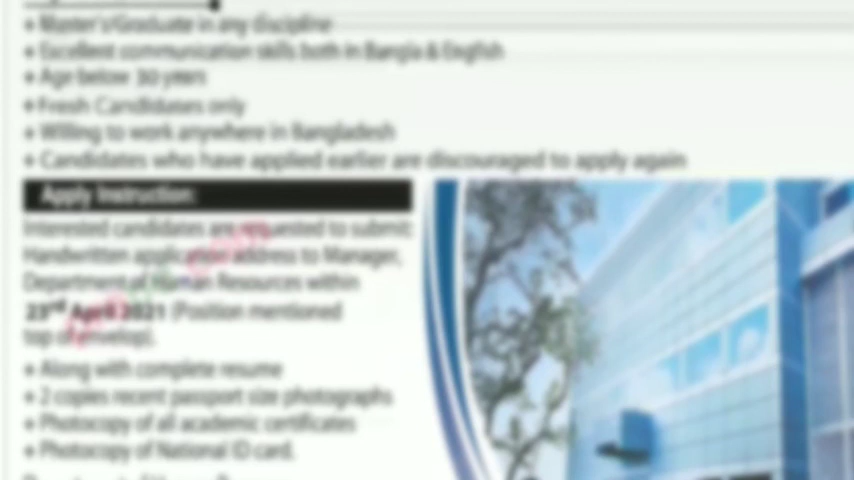 Master's/Graduate in any discipline
Excellent communication skills both in Bangla & English
Age below 30 years
Fresh Candidates only
Willing to work anywhere in Bangladesh
Candidates who have applied earlier are discouraged to apply again
Apply Instruction:
Interested candidates are requested to submit:
Handwritten application address to Manager,
Department of Human Resources within
23rd April 2021 (Position mentioned
top of envelop).
Along with complete resume
2 copies recent passport size photographs
Photocopy of all academic certificates
Photocopy of National ID card.